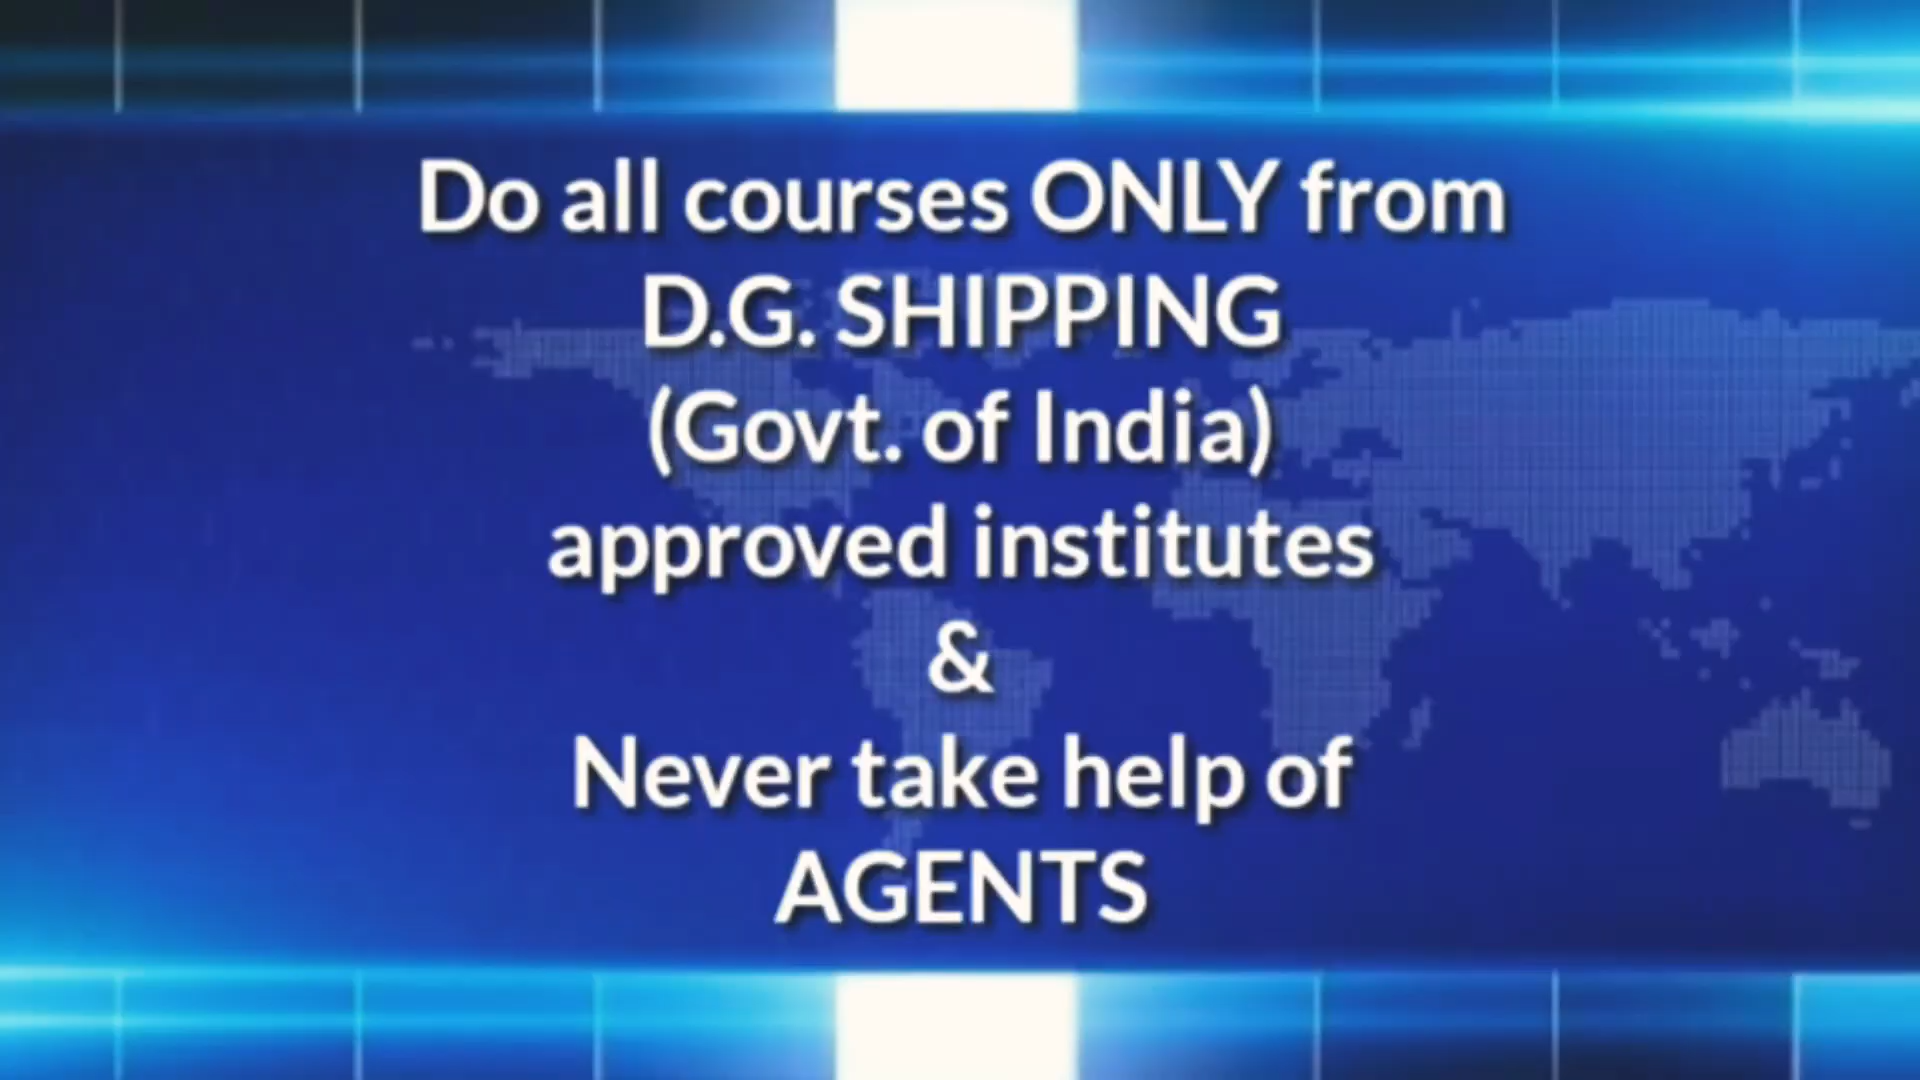 Do all courses ONLY from
D.G. SHIPPING
(Govt. of India)
approved institutes
&
Never take help of
AGENTS